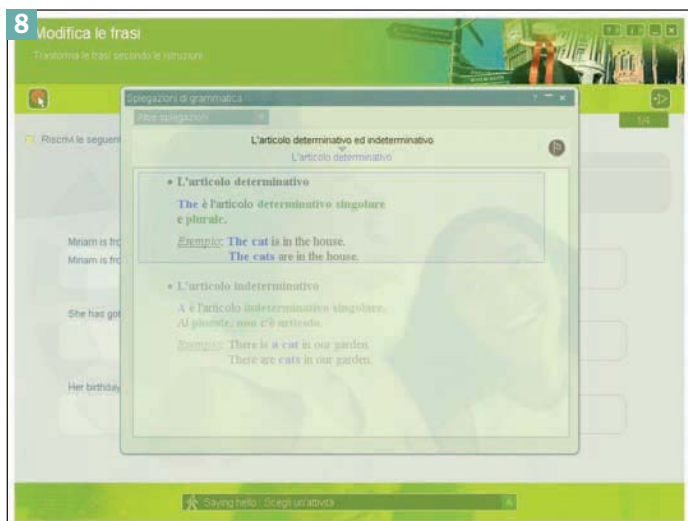 8
Modifica le frasi
Trasforma le frasi secondo le istruzioni
Spiegazioni di grammatica
Altre spiegazioni
1/4
Riscrivi le seguenti
L'articolo determinativo ed indeterminativo
L'articolo determinativo
• L'articolo determinativo
The è l'articolo determinativo singolare
e plurale.
Esempio: The cat is in the house.
The cats are in the house.
• L'articolo indeterminativo
A è l'articolo indeterminativo singolare.
Al plurale, non c'è articolo.
Esempio: There is a cat in our garden.
There are cats in our garden.
Miriam is fro
Miriam is fro
She has got
Her birthday
Saying hello : Scegli un'attività